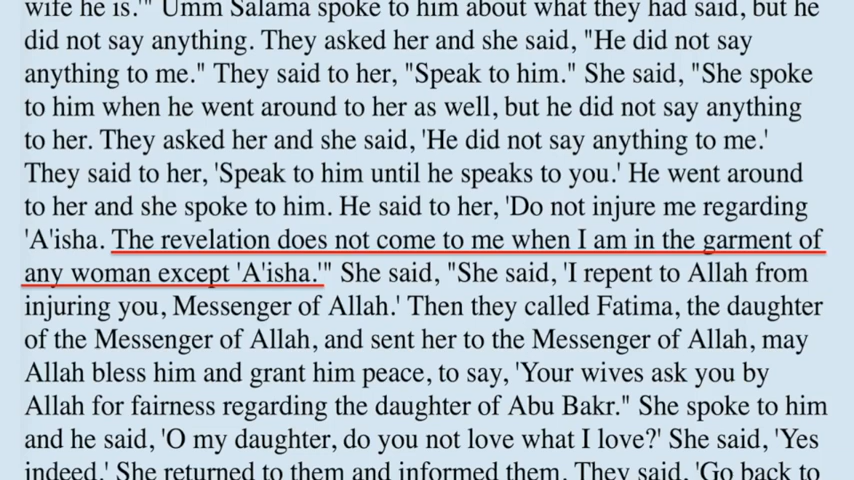 wife he is.'" Umm Salama spoke to him about what they had said, but he
did not say anything. They asked her and she said, "He did not say
anything to me." They said to her, "Speak to him." She said, "She spoke
to him when he went around to her as well, but he did not say anything
to her. They asked her and she said, 'He did not say anything to me.'
They said to her, 'Speak to him until he speaks to you.' He went around
to her and she spoke to him. He said to her, 'Do not injure me regarding
'A'isha. The revelation does not come to me when I am in the garment of
any woman except 'A'isha.'" She said, "She said, 'I repent to Allah from
injuring you, Messenger of Allah.' Then they called Fatima, the daughter
of the Messenger of Allah, and sent her to the Messenger of Allah, may
Allah bless him and grant him peace, to say, 'Your wives ask you by
Allah for fairness regarding the daughter of Abu Bakr." She spoke to him
and he said, 'O my daughter, do you not love what I love?' She said, 'Yes
indeed.' She returned to them and informed them. They said, 'Go back to